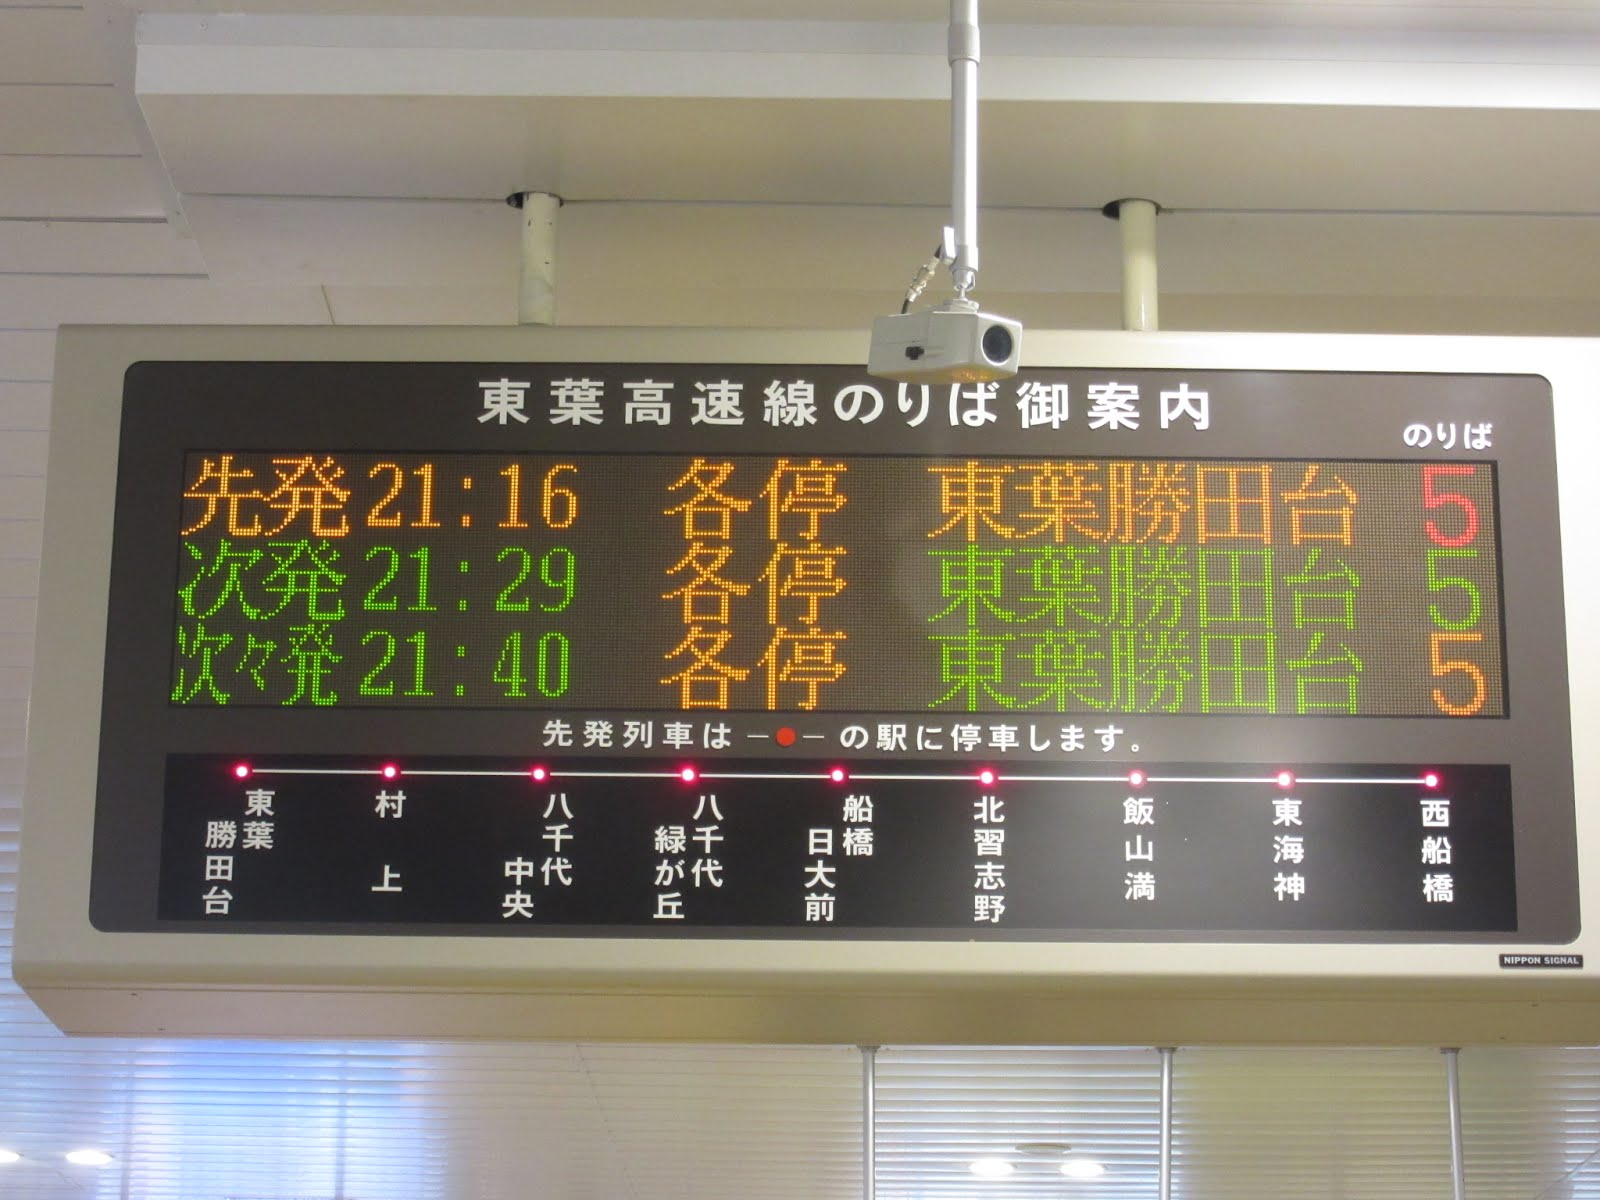 東葉高速線のりば御案内
のりば
先発 21:16 各停 東葉勝田台 5
次発 21:29 各停 東葉勝田台 5
次々発 21:40 各停 東葉勝田台 5
先発列車は ─●─ の駅に停車します。
東葉勝田台
村上
八千代中央
八千代緑が丘
船橋日大前
北習志野
飯山満
東海神
西船橋
NIPPON SIGNAL